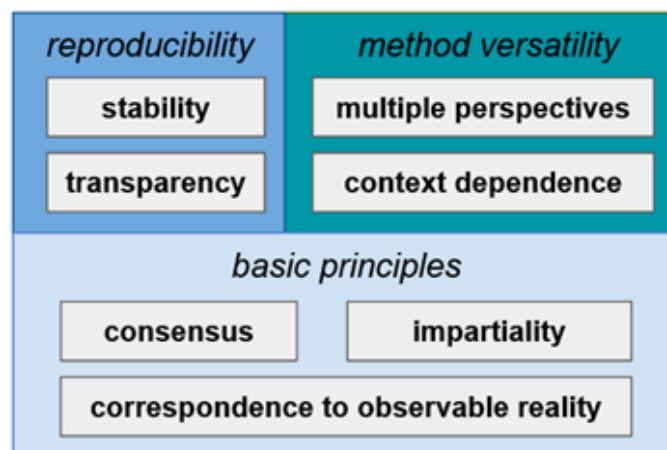 reproducibility
stability
transparency
method versatility
multiple perspectives
context dependence
basic principles
consensus
impartiality
correspondence to observable reality